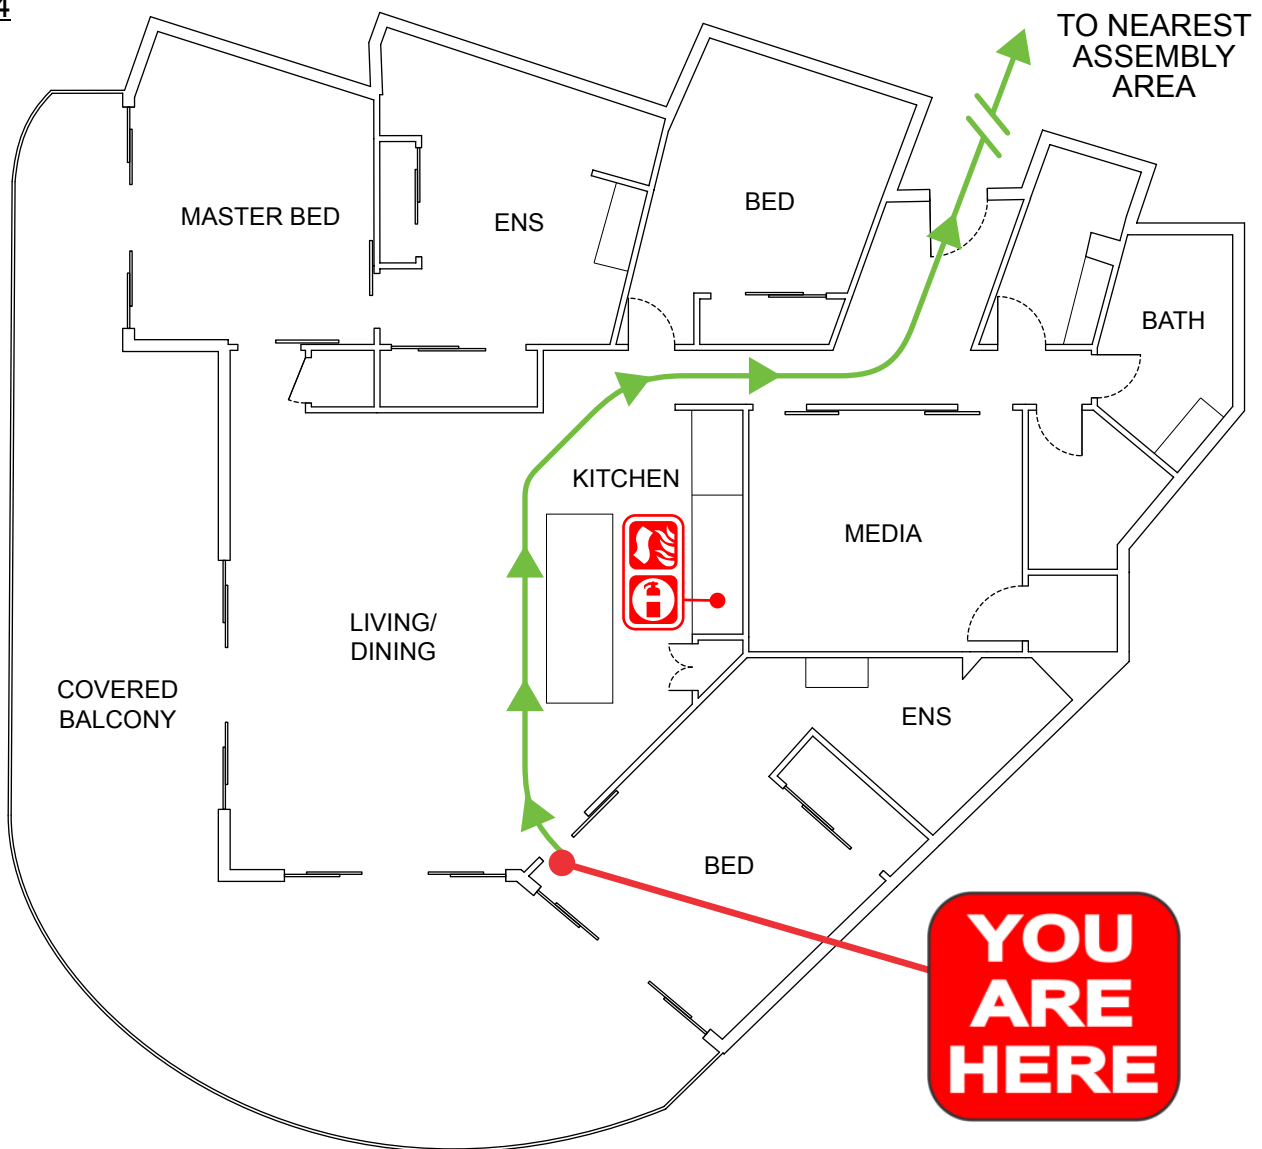 4
TO NEAREST
ASSEMBLY
AREA
MASTER BED
ENS
BED
BATH
KITCHEN
MEDIA
LIVING/
DINING
COVERED
BALCONY
ENS
BED
YOU
ARE
HERE